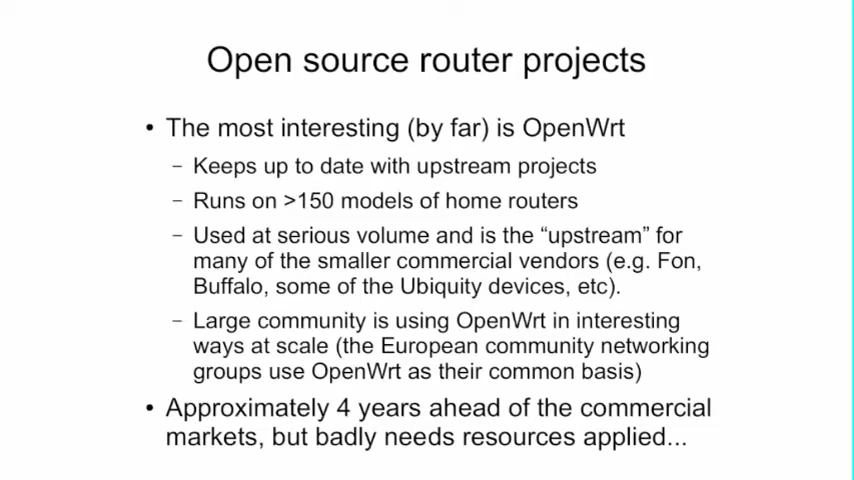 Open source router projects
• The most interesting (by far) is OpenWrt
– Keeps up to date with upstream projects
– Runs on >150 models of home routers
– Used at serious volume and is the “upstream” for
many of the smaller commercial vendors (e.g. Fon,
Buffalo, some of the Ubiquity devices, etc).
– Large community is using OpenWrt in interesting
ways at scale (the European community networking
groups use OpenWrt as their common basis)
• Approximately 4 years ahead of the commercial
markets, but badly needs resources applied...